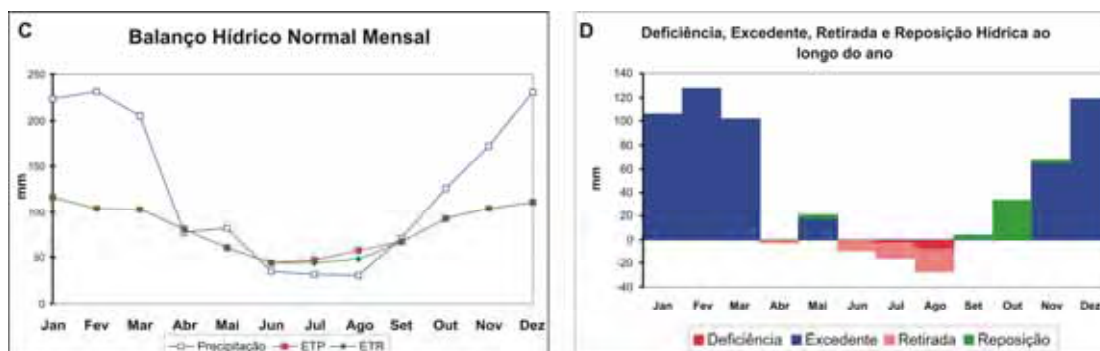 C
Balanço Hídrico Normal Mensal
mm
250
200
150
100
50
0
Jan Fev Mar Abr Mai Jun Jul Ago Set Out Nov Dez
Precipitação ETP ETR
D
Deficiência, Excedente, Retirada e Reposição Hídrica ao
longo do ano
mm
140
120
100
80
60
40
20
0
-20
-40
Jan Fev Mar Abr Mai Jun Jul Ago Set Out Nov Dez
Deficiência Excedente Retirada Reposição